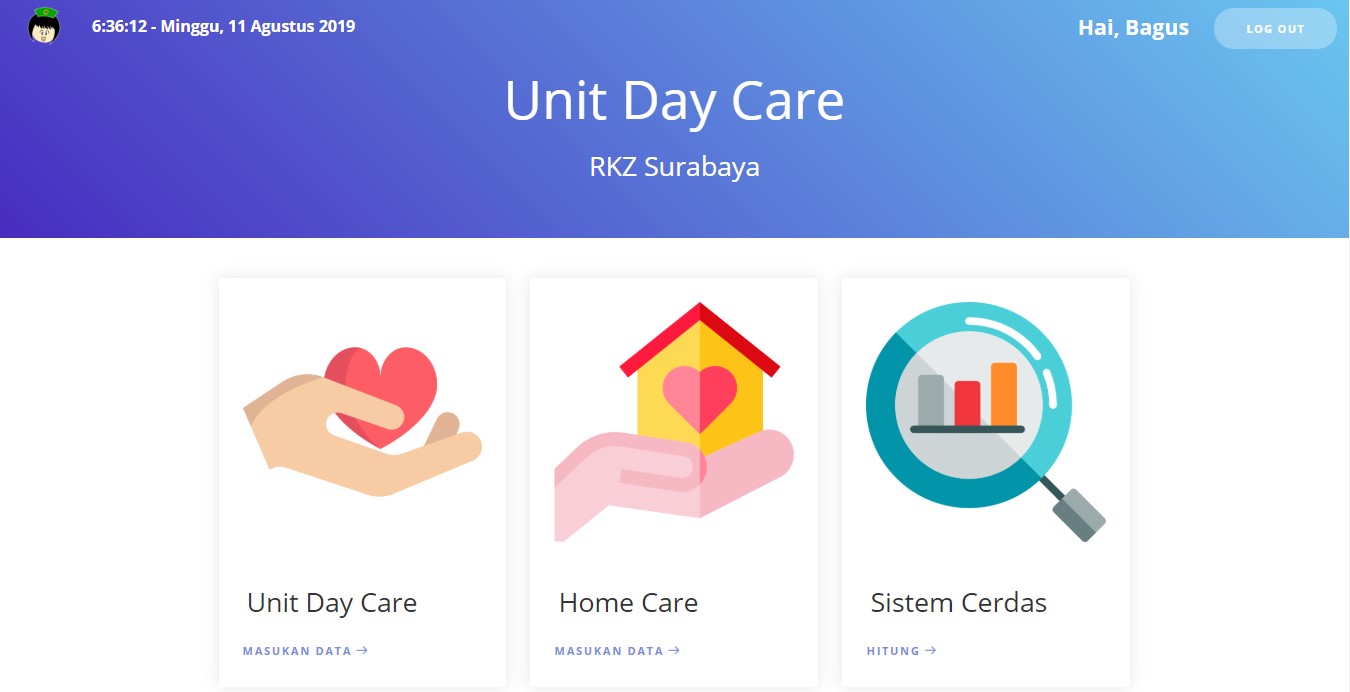 6:36:12 - Minggu, 11 Agustus 2019
Hai, Bagus
LOG OUT
Unit Day Care
RKZ Surabaya
Unit Day Care
MASUKAN DATA →
Home Care
MASUKAN DATA →
Sistem Cerdas
HITUNG →